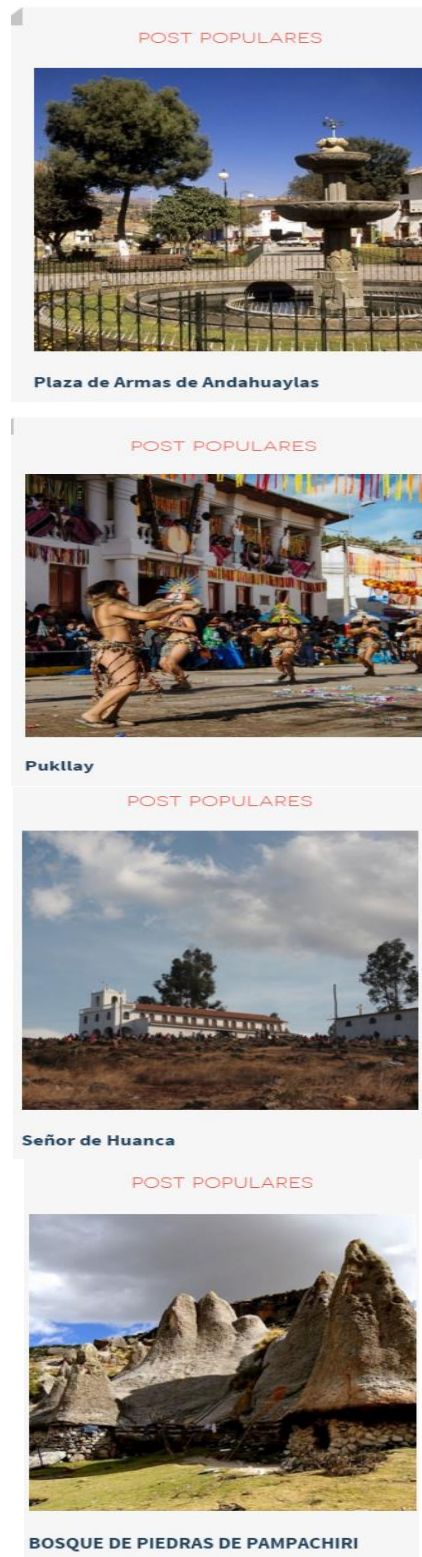 POST POPULARES
Plaza de Armas de Andahuaylas
POST POPULARES
Pukllay
POST POPULARES
Señor de Huanca
POST POPULARES
BOSQUE DE PIEDRAS DE PAMPACHIRI